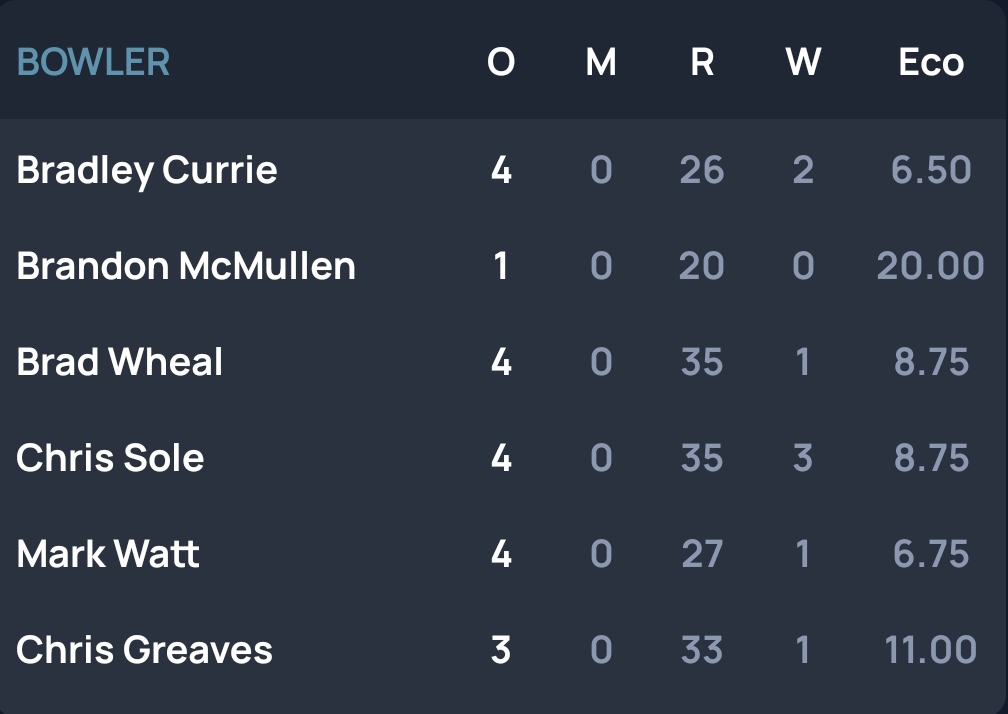 BOWLER O M R W Eco
Bradley Currie 4 0 26 2 6.50
Brandon McMullen 1 0 20 0 20.00
Brad Wheal 4 0 35 1 8.75
Chris Sole 4 0 35 3 8.75
Mark Watt 4 0 27 1 6.75
Chris Greaves 3 0 33 1 11.00